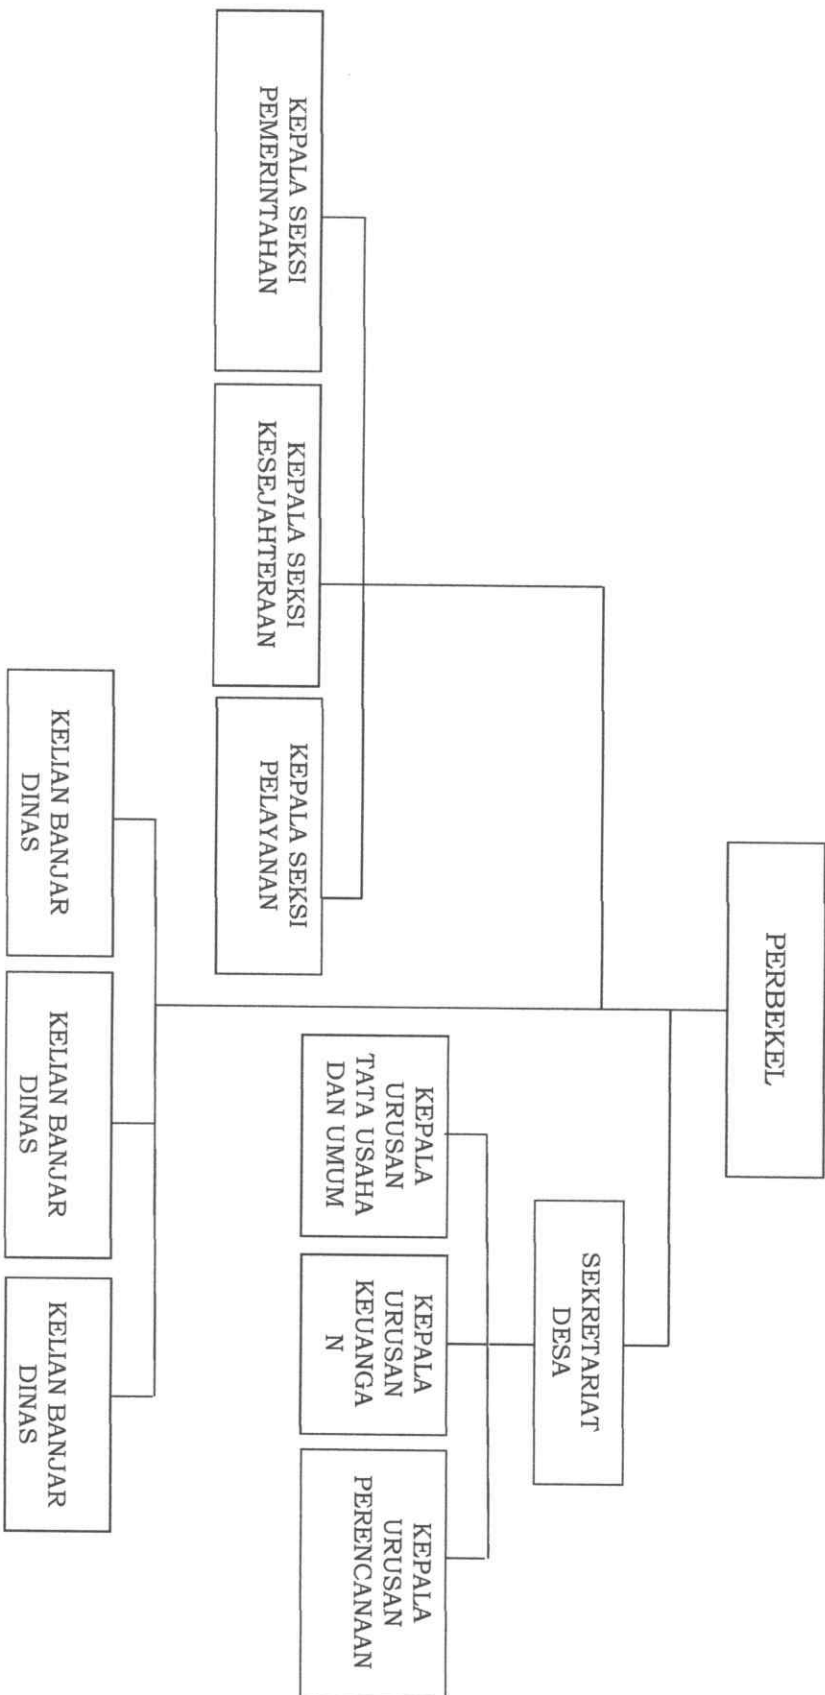 PERBEKEL
SEKRETARIAT
DESA
KEPALA
URUSAN
TATA USAHA
DAN UMUM
KEPALA
URUSAN
KEUANGA
N
KEPALA
URUSAN
PERENCANAAN
KEPALA SEKSI
PEMERINTAHAN
KEPALA SEKSI
KESEJAHTERAAN
KEPALA SEKSI
PELAYANAN
KELIAN BANJAR
DINAS
KELIAN BANJAR
DINAS
KELIAN BANJAR
DINAS